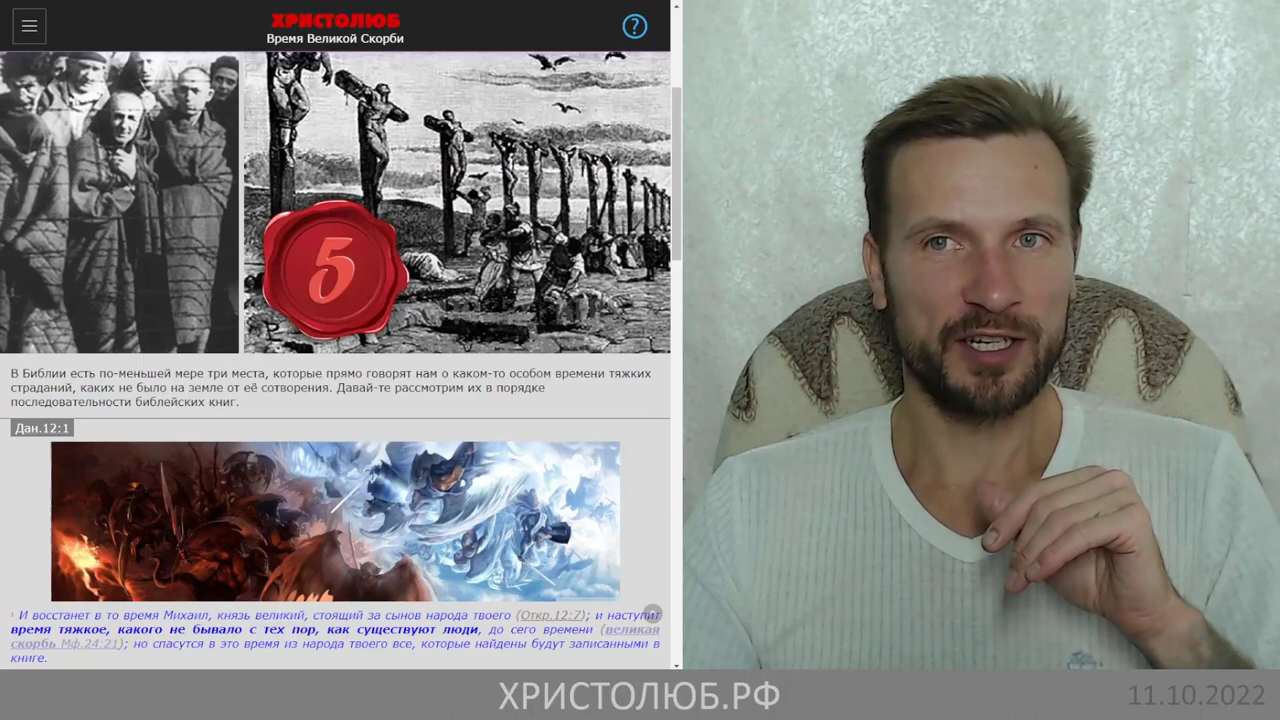 ХРИСТОЛЮБ
Время Великой Скорби
?
5
В Библии есть по-меньшей мере три места, которые прямо говорят нам о каком-то особом времени тяжких
страданий, каких не было на земле от её сотворения. Давай-те рассмотрим их в порядке
последовательности библейских книг.
Дан.12:1
1 И восстанет в то время Михаил, князь великий, стоящий за сынов народа твоего (Откр.12:7); и наступит
время тяжкое, какого не бывало с тех пор, как существуют люди, до сего времени (великая
скорбь Мф.24:21); но спасутся в это время из народа твоего все, которые найдены будут записанными в
книге.
ХРИСТОЛЮБ.РФ
11.10.2022